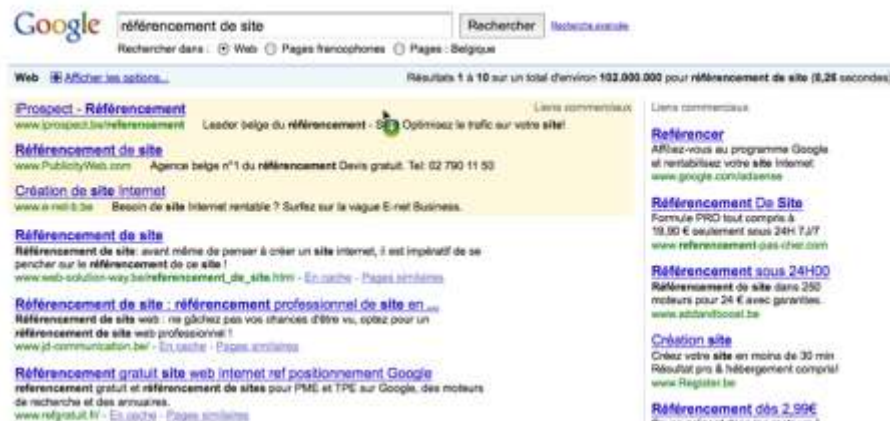 Google
référencement de site
Rechercher
Recherche avancée
Rechercher dans : Web Pages francophones Pages : Belgique
Web Afficher les options...
Résultats 1 à 10 sur un total d'environ 102.000.000 pour référencement de site (0,26 secondes)
iProspect - Référencement
Liens commerciaux
www.iprospect.be/referencement Leader belge du référencement - Optimisez le trafic sur votre site!
Référencement de site
www.PublicityWeb.com Agence belge n°1 du référencement Devis gratuit. Tel: 02 790 11 50
Création de site Internet
www.e-net-b.be Besoin de site Internet rentable ? Surfez sur la vague E-net Business.
Référencement de site
Référencement de site: avant même de penser à créer un site internet, il est impératif de se
pencher sur le référencement de ce site !
www.web-solution-way.be/referencement_de_site.htm - En cache - Pages similaires
Référencement de site : référencement professionnel de site en ...
Référencement de site web : ne gâchez pas vos chances d'être vu, optez pour un
référencement de site web professionnel !
www.jd-communication.be/ - En cache - Pages similaires
Référencement gratuit site web internet ref positionnement Google
referencement gratuit et référencement de sites pour PME et TPE sur Google, des moteurs
de recherche et des annuaires.
www.refgratuit.fr/ - En cache - Pages similaires
Liens commerciaux
Référencer
Affiliez-vous au programme Google
et rentabilisez votre site Internet
www.google.com/adsense
Référencement De Site
Formule PRO tout compris à
19,90 € seulement sous 24H 7J/7
www.referencement-pas-cher.com
Référencement sous 24H00
Référencement de site dans 250
moteurs pour 24 € avec garanties.
www.addandboost.be
Création site
Créez votre site en moins de 30 min
Résultat pro & hébergement compris!
www.Register.be
Référencement dès 2,99€